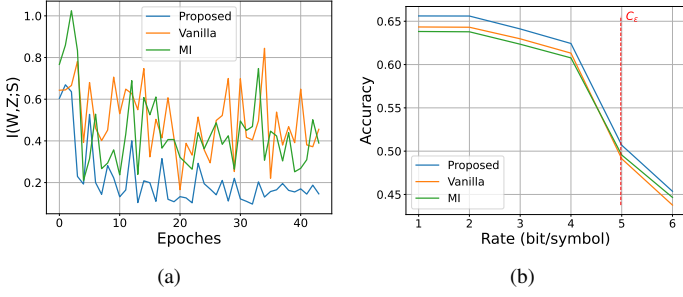 I(W,Z;S)
1.0
0.8
0.6
0.4
0.2
0
10
20
30
40
Epoches
Proposed
Vanilla
MI
(a)
Accuracy
0.65
0.60
0.55
0.50
0.45
1
2
3
4
5
6
Rate (bit/symbol)
C_ε
Proposed
Vanilla
MI
(b)